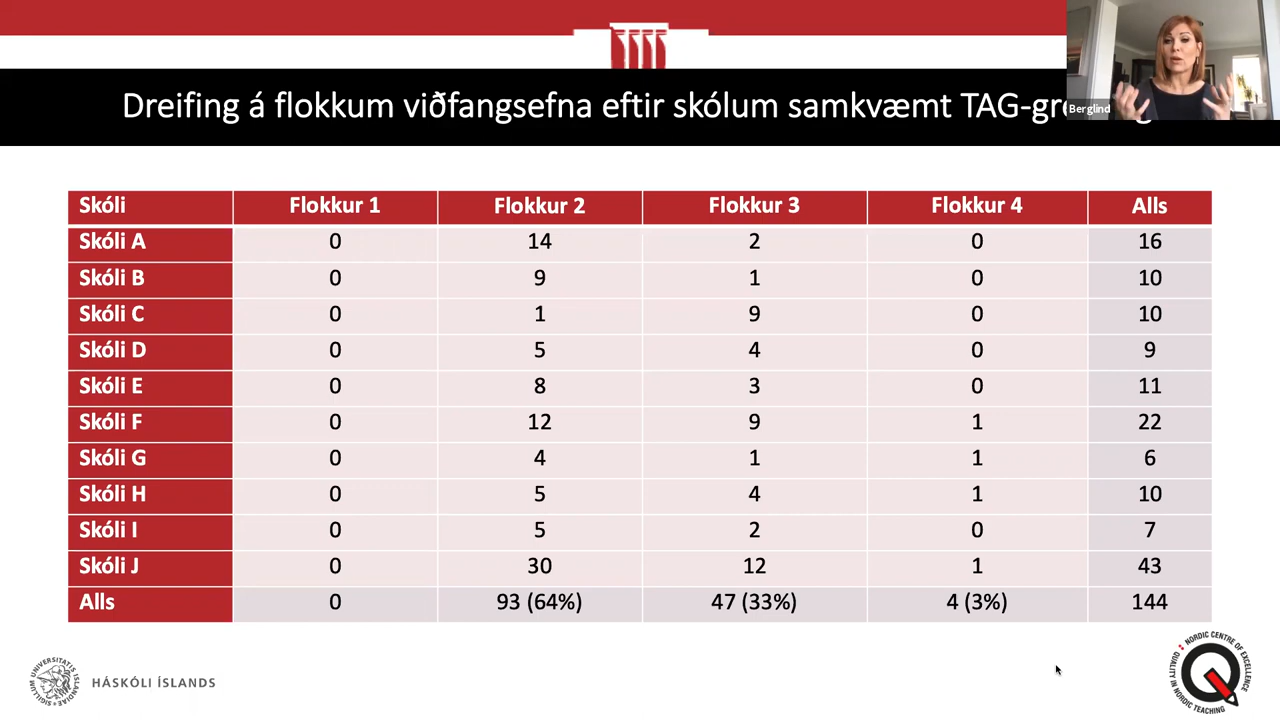 Dreifing á flokkum viðfangsefna eftir skólum samkvæmt
Berglind
Skóli Flokkur 1 Flokkur 2 Flokkur 3 Flokkur 4 Alls
Skóli A 0 14 2 0 16
Skóli B 0 9 1 0 10
Skóli C 0 1 9 0 10
Skóli D 0 5 4 0 9
Skóli E 0 8 3 0 11
Skóli F 0 12 9 1 22
Skóli G 0 4 1 1 6
Skóli H 0 5 4 1 10
Skóli I 0 5 2 0 7
Skóli J 0 30 12 1 43
Alls 0 93 (64%) 47 (33%) 4 (3%) 144
HÁSKÓLI ÍSLANDS
QUALITY IN NORDIC TEACHING
NORDIC CENTRE OF EXCELLENCE